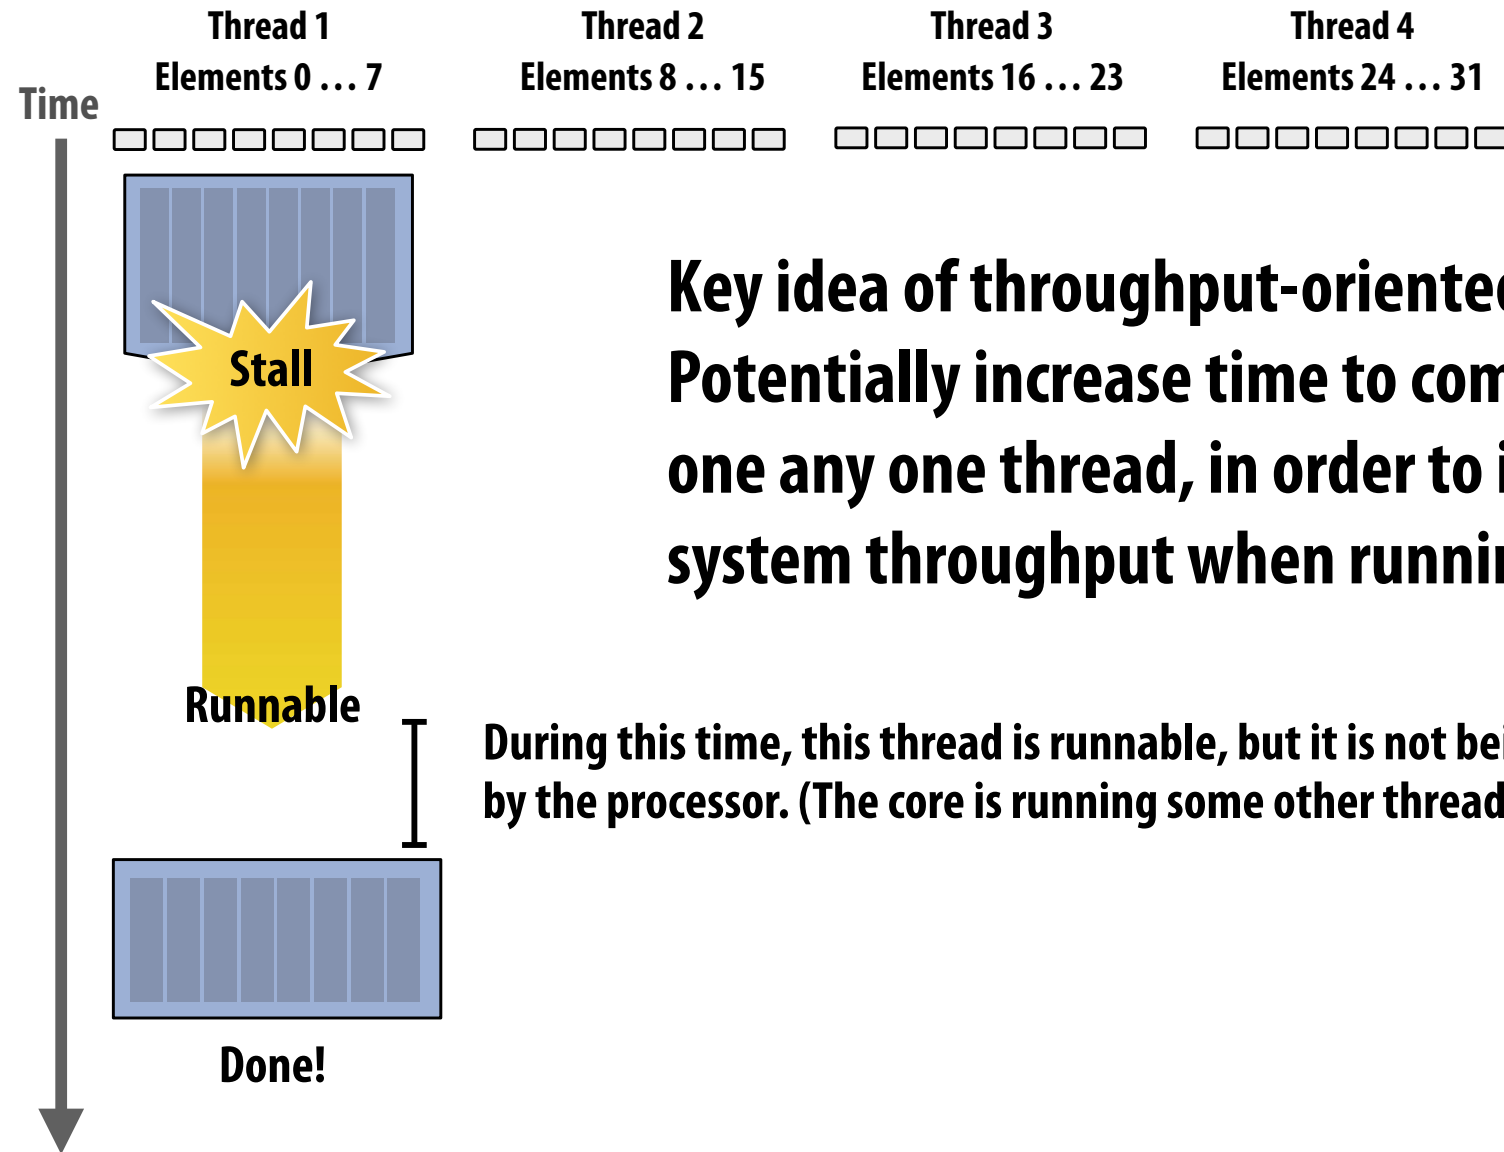 Thread 1
Elements 0 … 7
Thread 2
Elements 8 … 15
Thread 3
Elements 16 … 23
Thread 4
Elements 24 … 31
Time
Key idea of throughput-oriented
Potentially increase time to com
one any one thread, in order to i
system throughput when runnin
Stall
Runnable
During this time, this thread is runnable, but it is not bei
by the processor. (The core is running some other thread
Done!